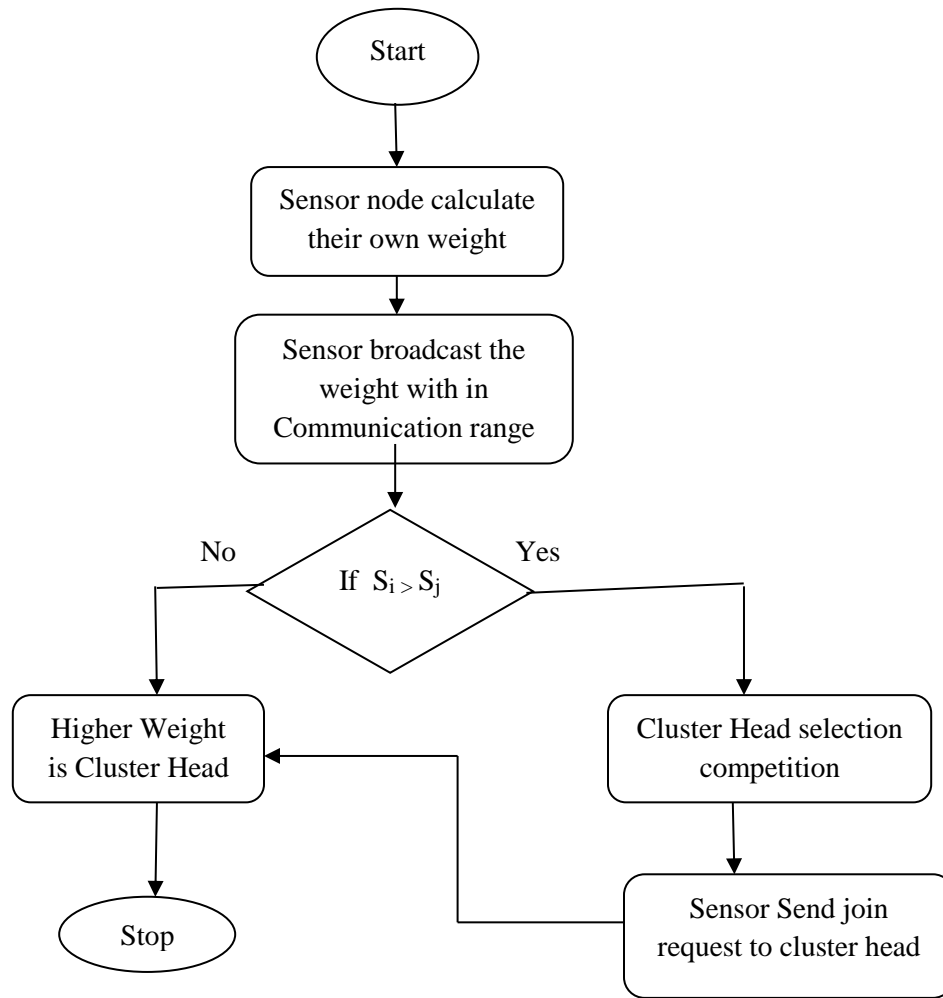 Start
Sensor node calculate
their own weight
Sensor broadcast the
weight with in
Communication range
No
Yes
If S_i > S_j
Higher Weight
is Cluster Head
Cluster Head selection
competition
Sensor Send join
request to cluster head
Stop